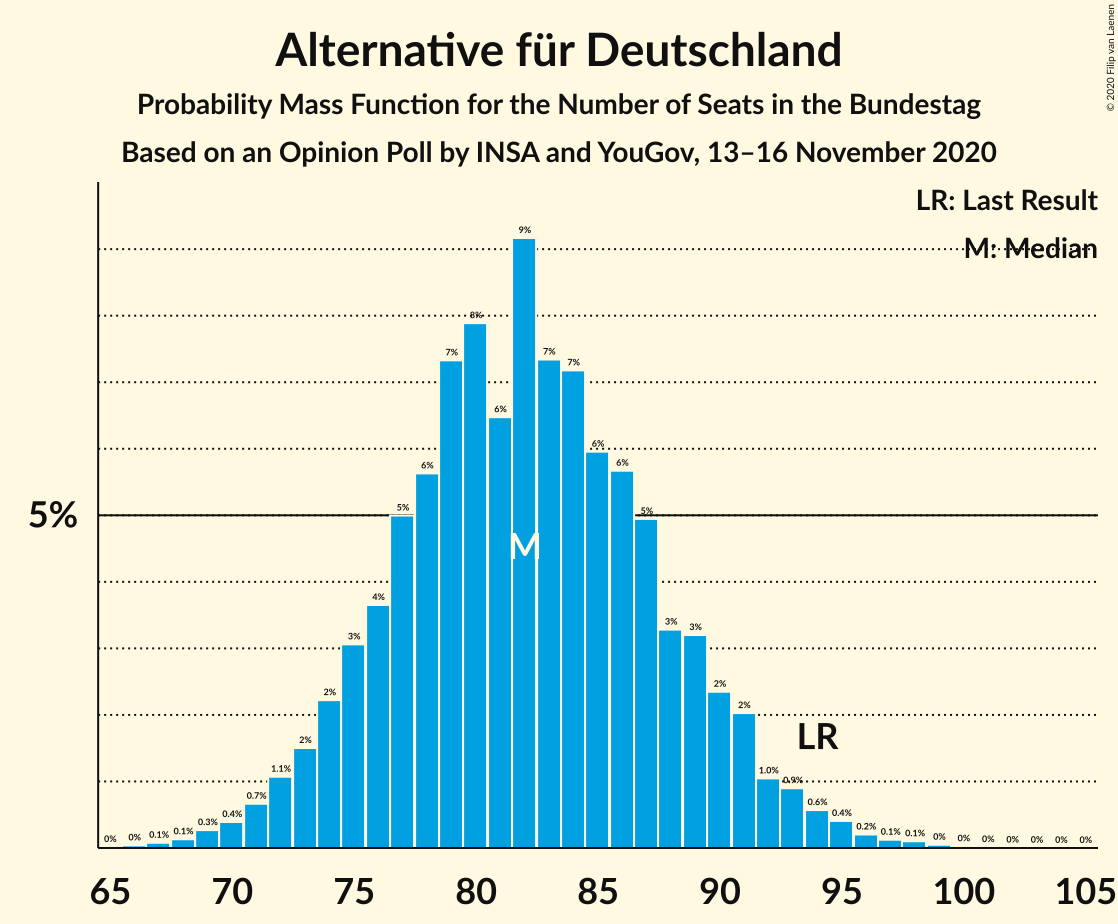 Alternative für Deutschland
Probability Mass Function for the Number of Seats in the Bundestag
Based on an Opinion Poll by INSA and YouGov, 13–16 November 2020
© 2020 Filip van Laenen
LR: Last Result
M: Median
5%
0% 0% 0.1% 0.1% 0.3% 0.4% 0.7% 1.1% 2% 2% 3% 4% 5% 6% 7% 8% 6% 9% 7% 7% 6% 6% 5% 3% 3% 2% 2% 1.0% 0.9% 0.6% 0.4% 0.2% 0.1% 0.1% 0% 0% 0% 0% 0% 0% 0%
M
LR
65 70 75 80 85 90 95 100 105